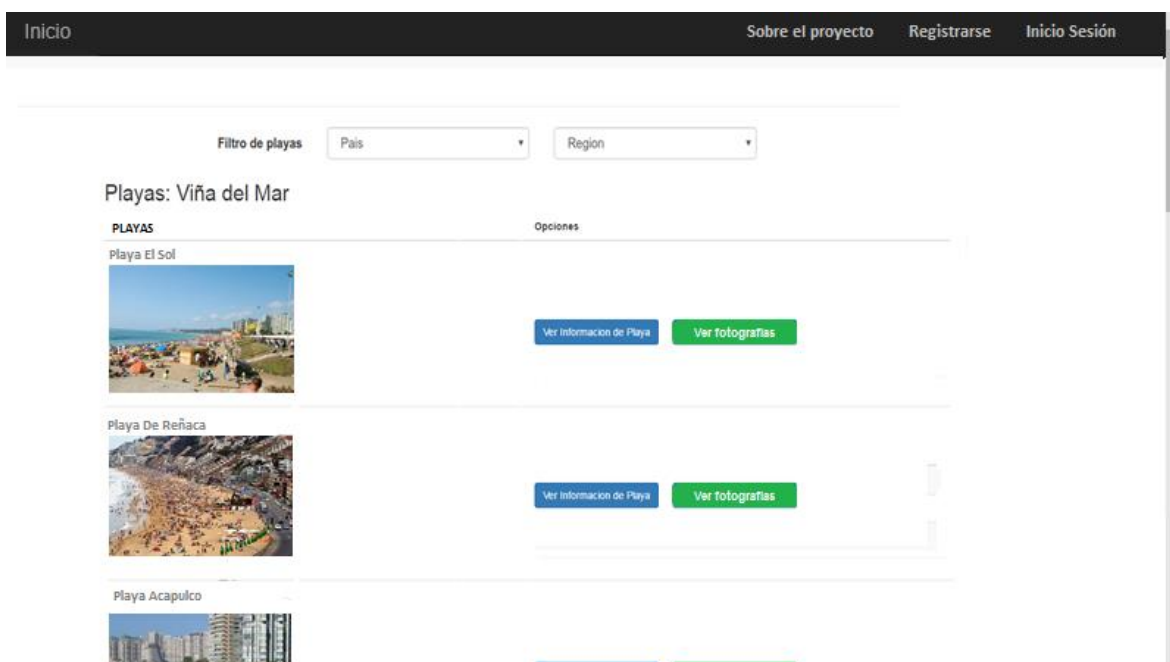 Inicio Sobre el proyecto Registrarse Inicio Sesión
Filtro de playas Pais Region
Playas: Viña del Mar
PLAYAS Opciones
Playa El Sol
Ver Informacion de Playa Ver fotografias
Playa De Reñaca
Ver Informacion de Playa Ver fotografias
Playa Acapulco